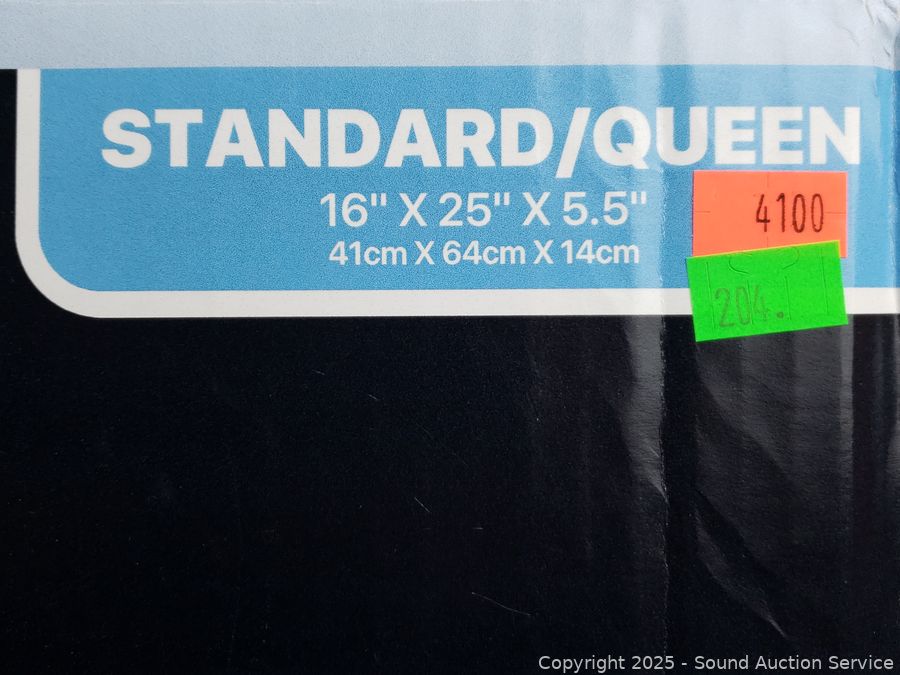 STANDARD/QUEEN
16" X 25" X 5.5"
41cm X 64cm X 14cm
4100
204.
Copyright 2025 - Sound Auction Service